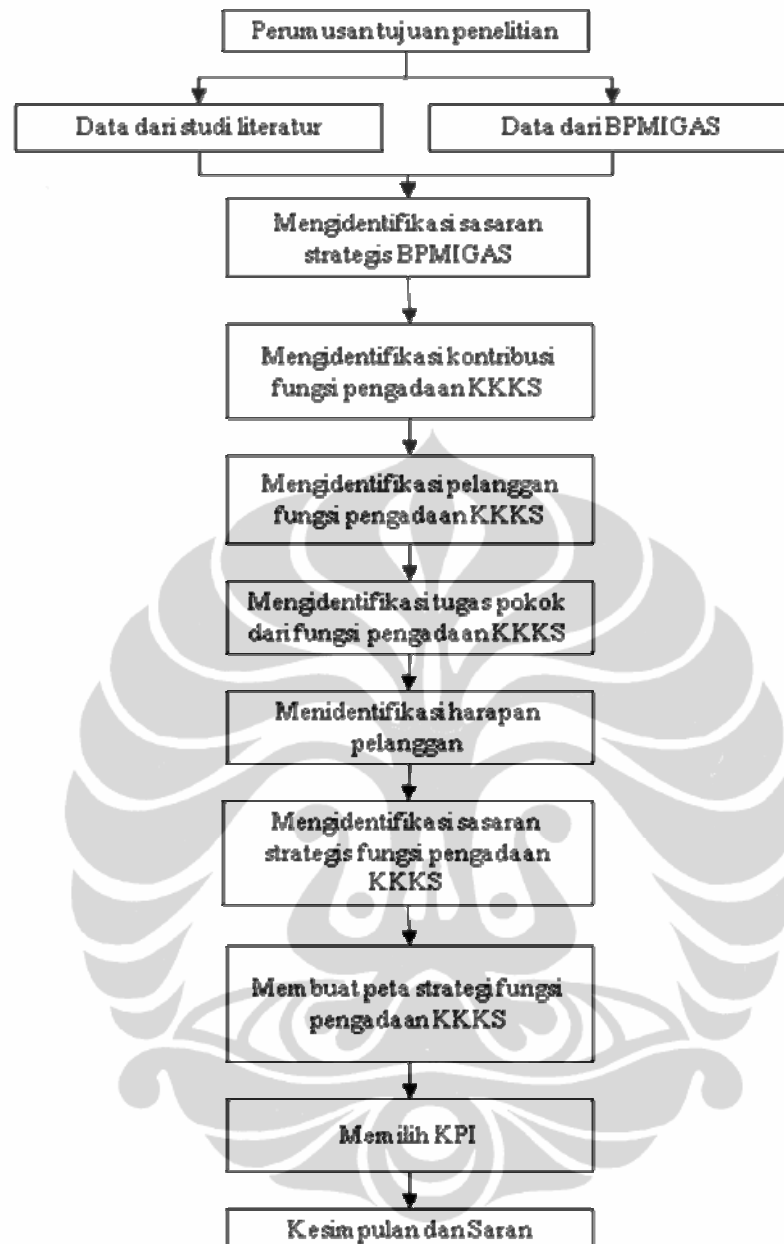 Perumusan tujuan penelitian
Data dari studi literatur
Data dari BPMIGAS
Mengidentifikasi sasaran
strategis BPMIGAS
Mengidentifikasi kontribusi
fungsi pengadaan KKKS
Mengidentifikasi pelanggan
fungsi pengadaan KKKS
Mengidentifikasi tugas pokok
dari fungsi pengadaan KKKS
Menidentifikasi harapan
pelanggan
Mengidentifikasi sasaran
strategis fungsi pengadaan
KKKS
Membuat peta strategi fungsi
pengadaan KKKS
Memilih KPI
Kesimpulan dan Saran